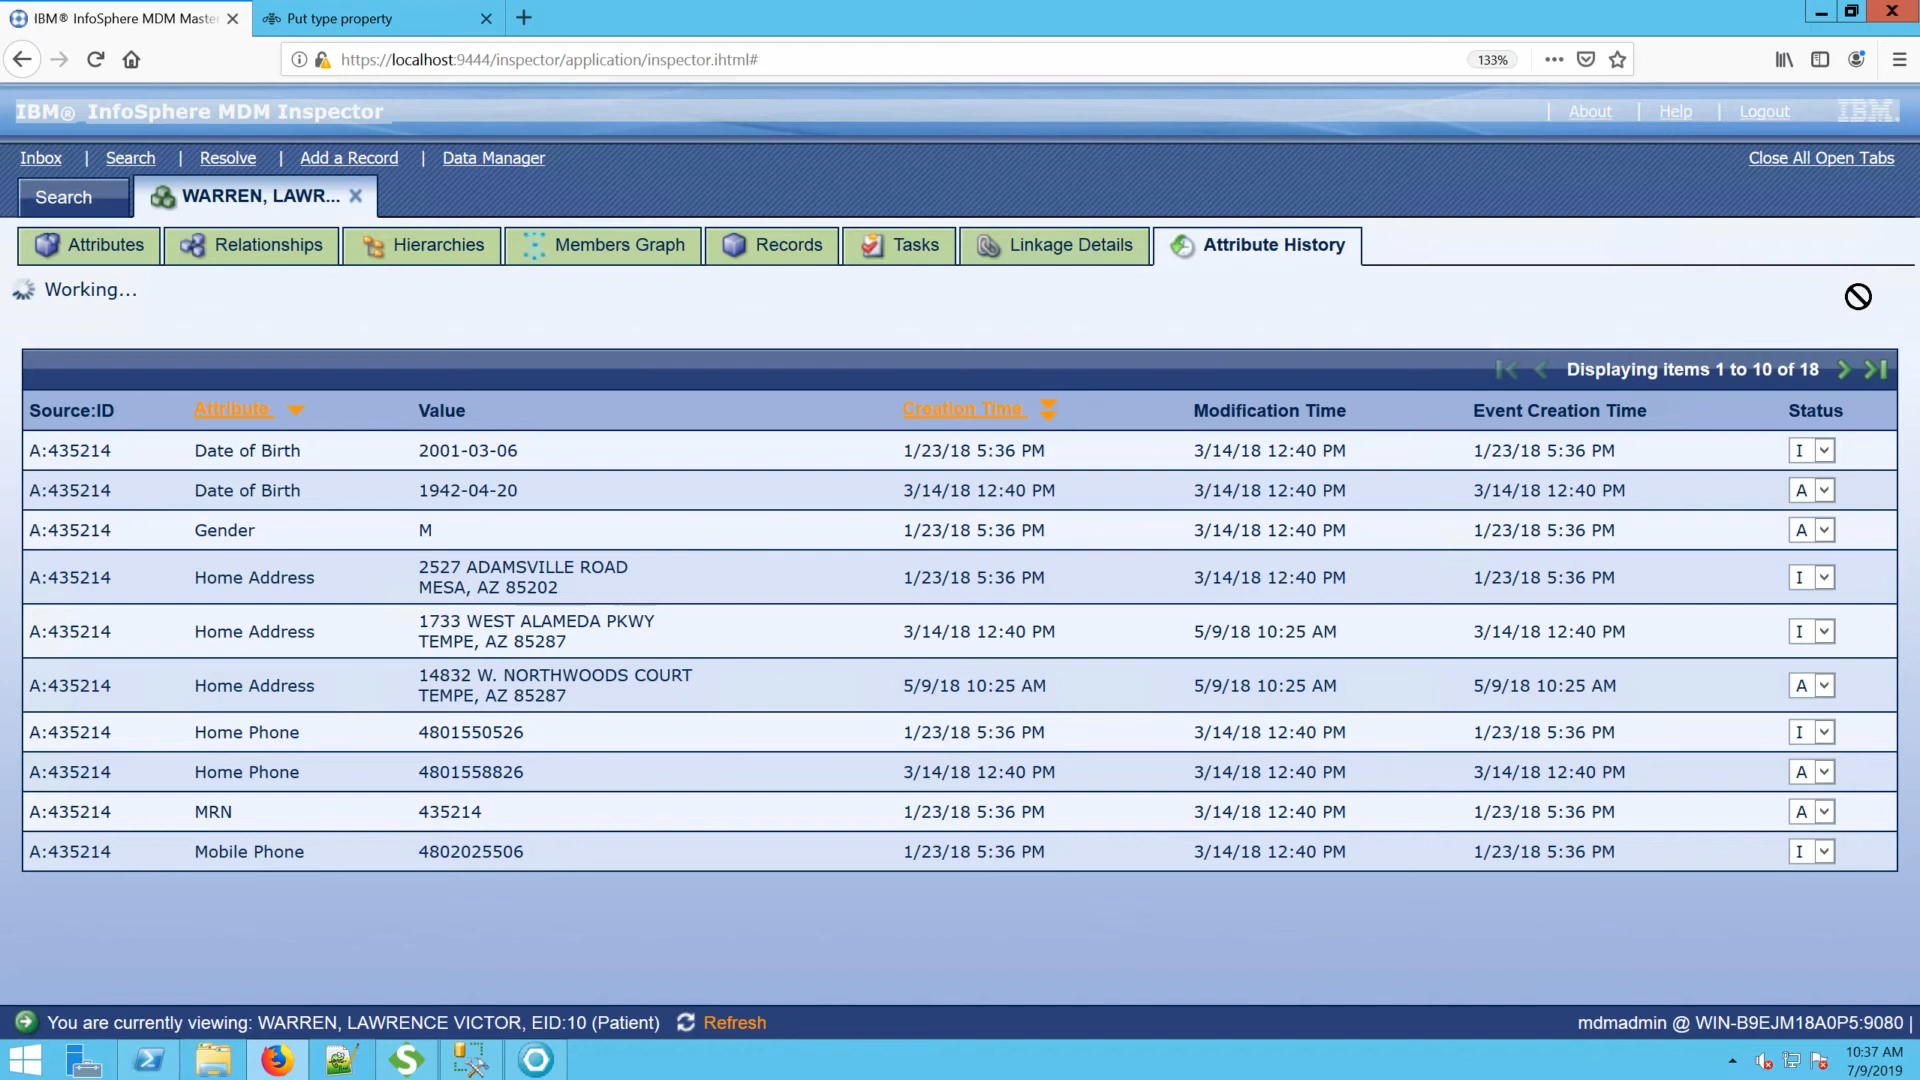 IBM® InfoSphere MDM Maste
Put type property
https://localhost:9444/inspector/application/inspector.ihtml#
133%
IBM® InfoSphere MDM Inspector
| About | Help | Logout IBM.
Inbox | Search | Resolve | Add a Record | Data Manager
Close All Open Tabs
Search
WARREN, LAWR...
Attributes
Relationships
Hierarchies
Members Graph
Records
Tasks
Linkage Details
Attribute History
Working...
Displaying items 1 to 10 of 18
Source:ID Attribute Value Creation Time Modification Time Event Creation Time Status
A:435214 Date of Birth 2001-03-06 1/23/18 5:36 PM 3/14/18 12:40 PM 1/23/18 5:36 PM I
A:435214 Date of Birth 1942-04-20 3/14/18 12:40 PM 3/14/18 12:40 PM 3/14/18 12:40 PM A
A:435214 Gender M 1/23/18 5:36 PM 3/14/18 12:40 PM 1/23/18 5:36 PM A
A:435214 Home Address 2527 ADAMSVILLE ROAD 1/23/18 5:36 PM 3/14/18 12:40 PM 1/23/18 5:36 PM I
MESA, AZ 85202
A:435214 Home Address 1733 WEST ALAMEDA PKWY 3/14/18 12:40 PM 5/9/18 10:25 AM 3/14/18 12:40 PM I
TEMPE, AZ 85287
A:435214 Home Address 14832 W. NORTHWOODS COURT 5/9/18 10:25 AM 5/9/18 10:25 AM 5/9/18 10:25 AM A
TEMPE, AZ 85287
A:435214 Home Phone 4801550526 1/23/18 5:36 PM 3/14/18 12:40 PM 1/23/18 5:36 PM I
A:435214 Home Phone 4801558826 3/14/18 12:40 PM 3/14/18 12:40 PM 3/14/18 12:40 PM A
A:435214 MRN 435214 1/23/18 5:36 PM 3/14/18 12:40 PM 1/23/18 5:36 PM A
A:435214 Mobile Phone 4802025506 1/23/18 5:36 PM 3/14/18 12:40 PM 1/23/18 5:36 PM I
You are currently viewing: WARREN, LAWRENCE VICTOR, EID:10 (Patient) Refresh
mdmadmin @ WIN-B9EJM18A0P5:9080 |
10:37 AM
7/9/2019